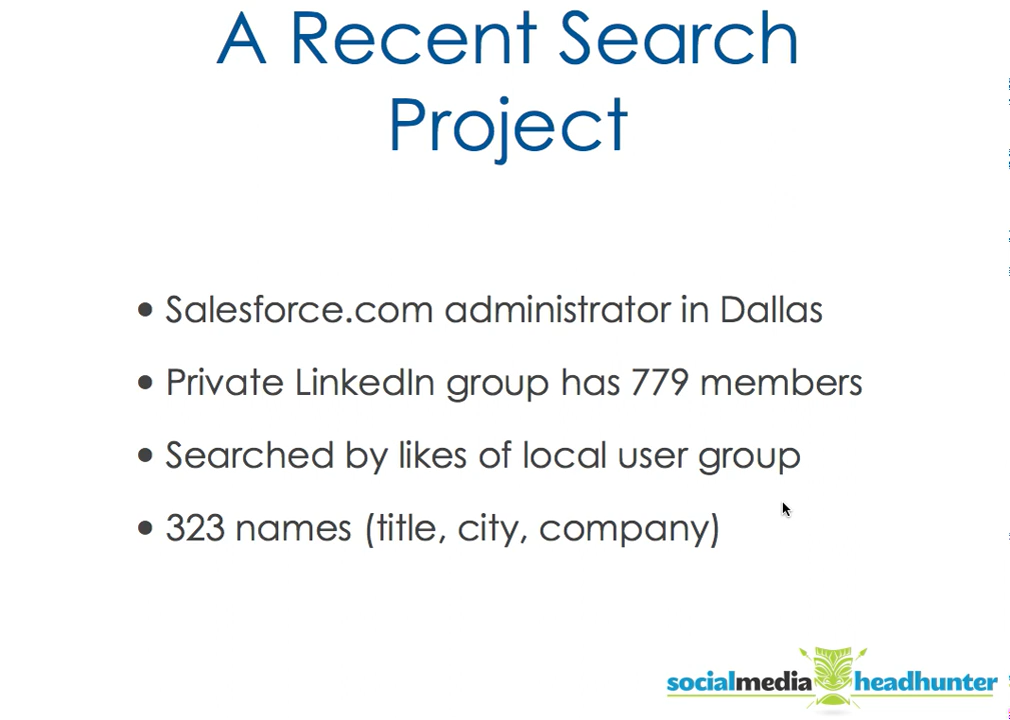 A Recent Search
Project
• Salesforce.com administrator in Dallas
• Private LinkedIn group has 779 members
• Searched by likes of local user group
• 323 names (title, city, company)
socialmedia headhunter